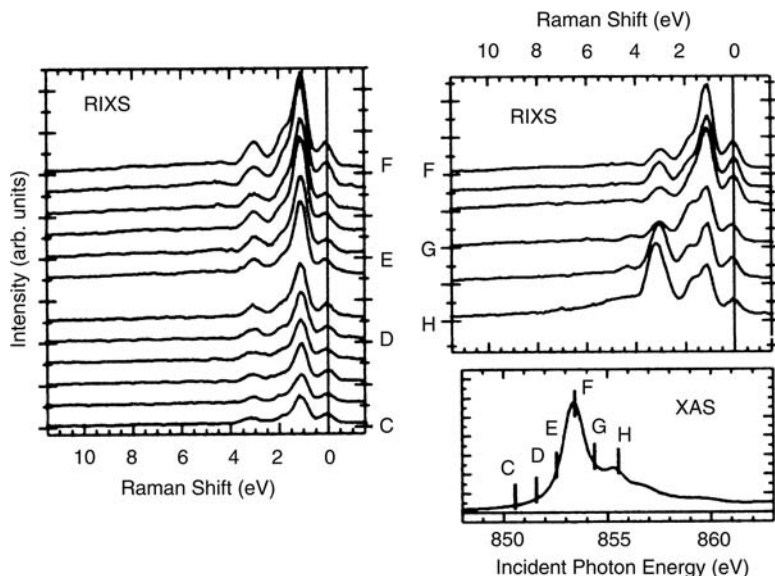 RIXS
F
E
D
C
Intensity (arb. units)
10 8 6 4 2 0
Raman Shift (eV)
Raman Shift (eV)
10 8 6 4 2 0
RIXS
F
G
H
XAS
F
E
G
H
D
C
850 855 860
Incident Photon Energy (eV)